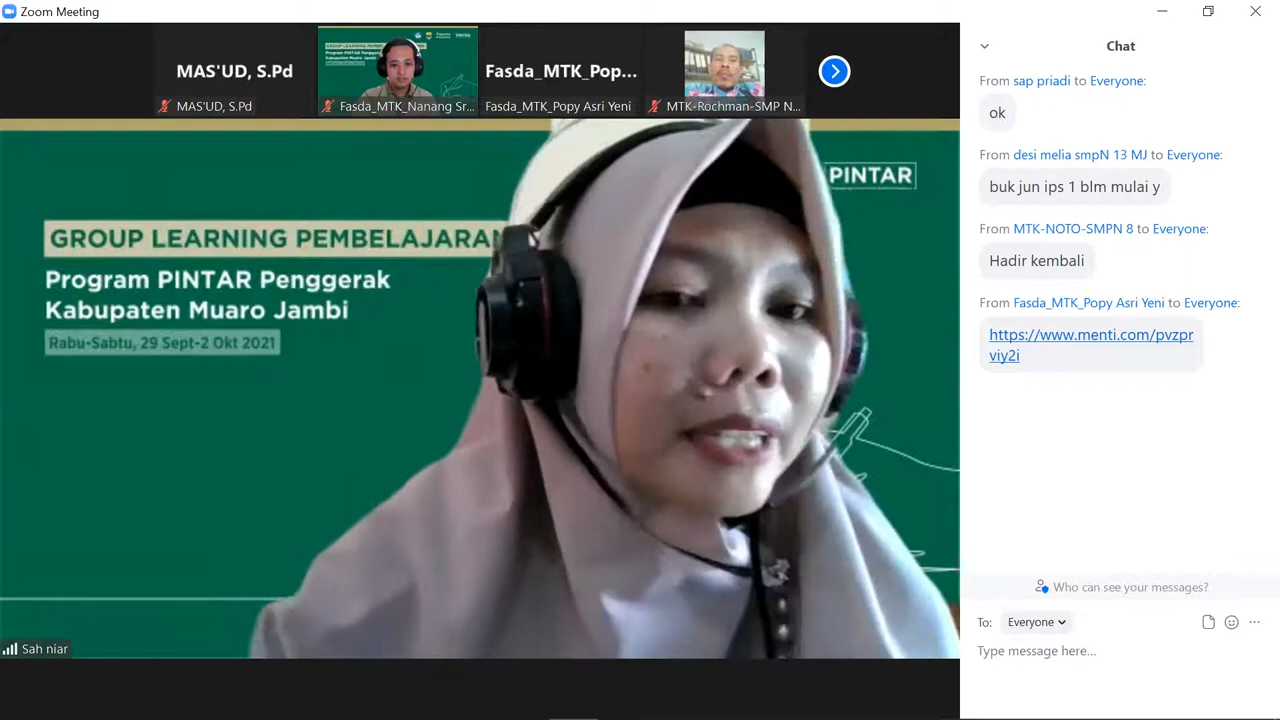 Zoom Meeting
MAS'UD, S.Pd
MAS'UD, S.Pd
Fasda_MTK_Nanang Sr...
Fasda_MTK_Pop...
Fasda_MTK_Popy Asri Yeni
MTK-Rochman-SMP N...
PINTAR
GROUP LEARNING PEMBELAJARAN
Program PINTAR Penggerak
Kabupaten Muaro Jambi
Rabu-Sabtu, 29 Sept-2 Okt 2021
Sah niar
Chat
From sap priadi to Everyone:
ok
From desi melia smpN 13 MJ to Everyone:
buk jun ips 1 blm mulai y
From MTK-NOTO-SMPN 8 to Everyone:
Hadir kembali
From Fasda_MTK_Popy Asri Yeni to Everyone:
https://www.menti.com/pvzpr
viy2i
Who can see your messages?
To: Everyone
Type message here...